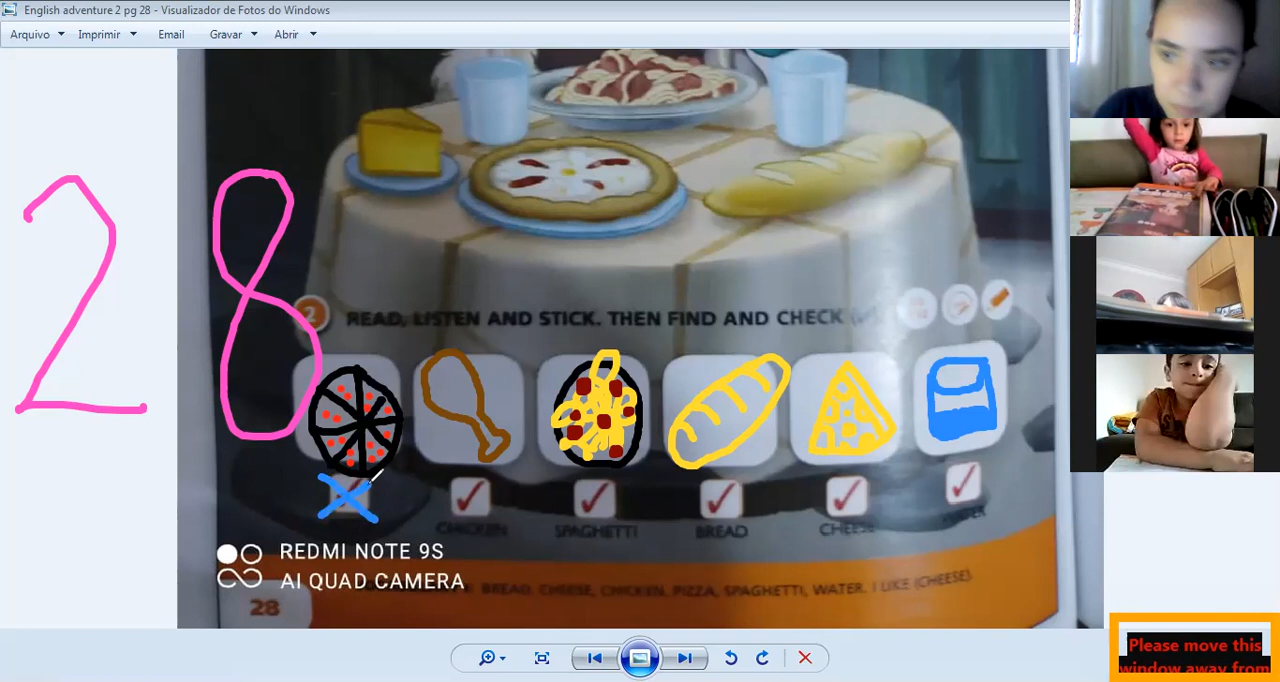 English adventure 2 pg 28 - Visualizador de Fotos do Windows
Arquivo Imprimir Email Gravar Abrir
28
2 READ, LISTEN AND STICK. THEN FIND AND CHECK
CHICKEN SPAGHETTI BREAD CHEESE
REDMI NOTE 9S
AI QUAD CAMERA
BREAD, CHEESE, CHICKEN, PIZZA, SPAGHETTI, WATER. I LIKE (CHEESE)
28
Please move this
window away from